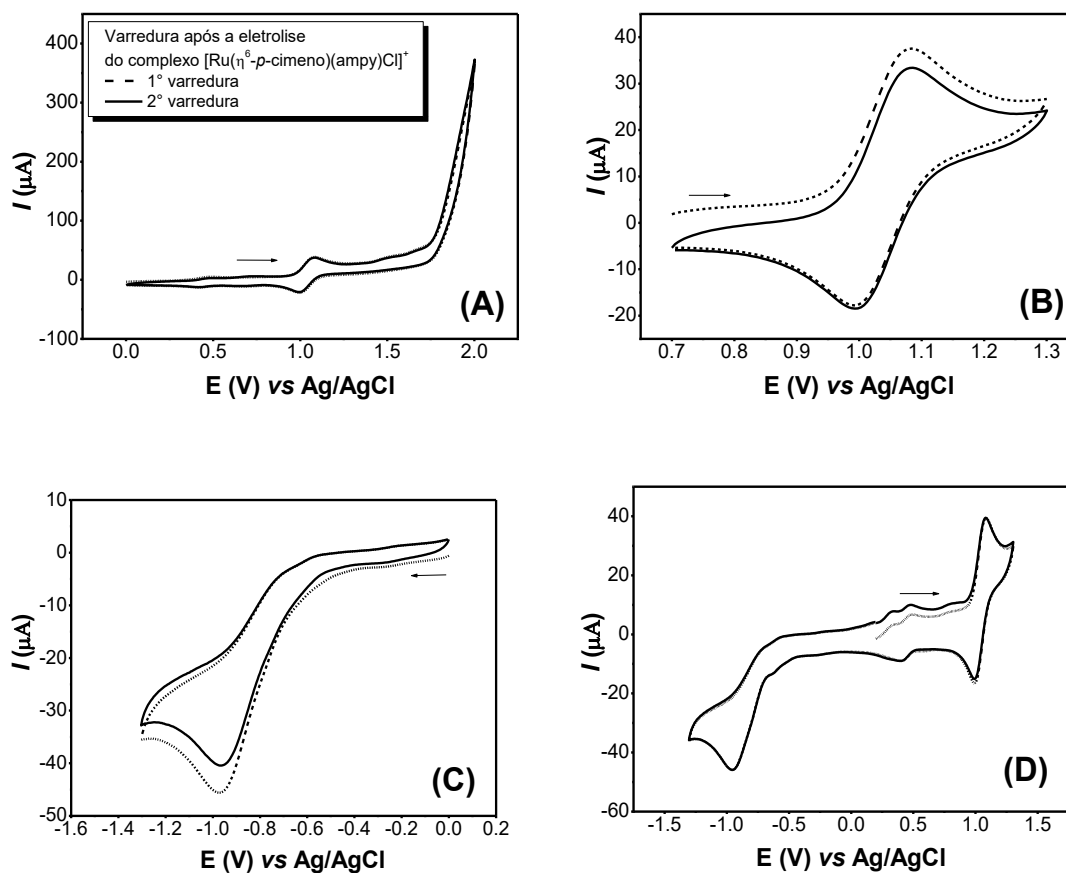 Varredura após a eletrolise
do complexo [Ru(η⁶-p-cimeno)(ampy)Cl]⁺
1° varredura
2° varredura
400
300
200
100
0
-100
I (µA)
0.0 0.5 1.0 1.5 2.0
E (V) vs Ag/AgCl
(A)
40
30
20
10
0
-10
-20
I (µA)
0.7 0.8 0.9 1.0 1.1 1.2 1.3
E (V) vs Ag/AgCl
(B)
10
0
-10
-20
-30
-40
-50
I (µA)
-1.6 -1.4 -1.2 -1.0 -0.8 -0.6 -0.4 -0.2 0.0 0.2
E (V) vs Ag/AgCl
(C)
40
20
0
-20
-40
-60
I (µA)
-1.5 -1.0 -0.5 0.0 0.5 1.0 1.5
E (V) vs Ag/AgCl
(D)